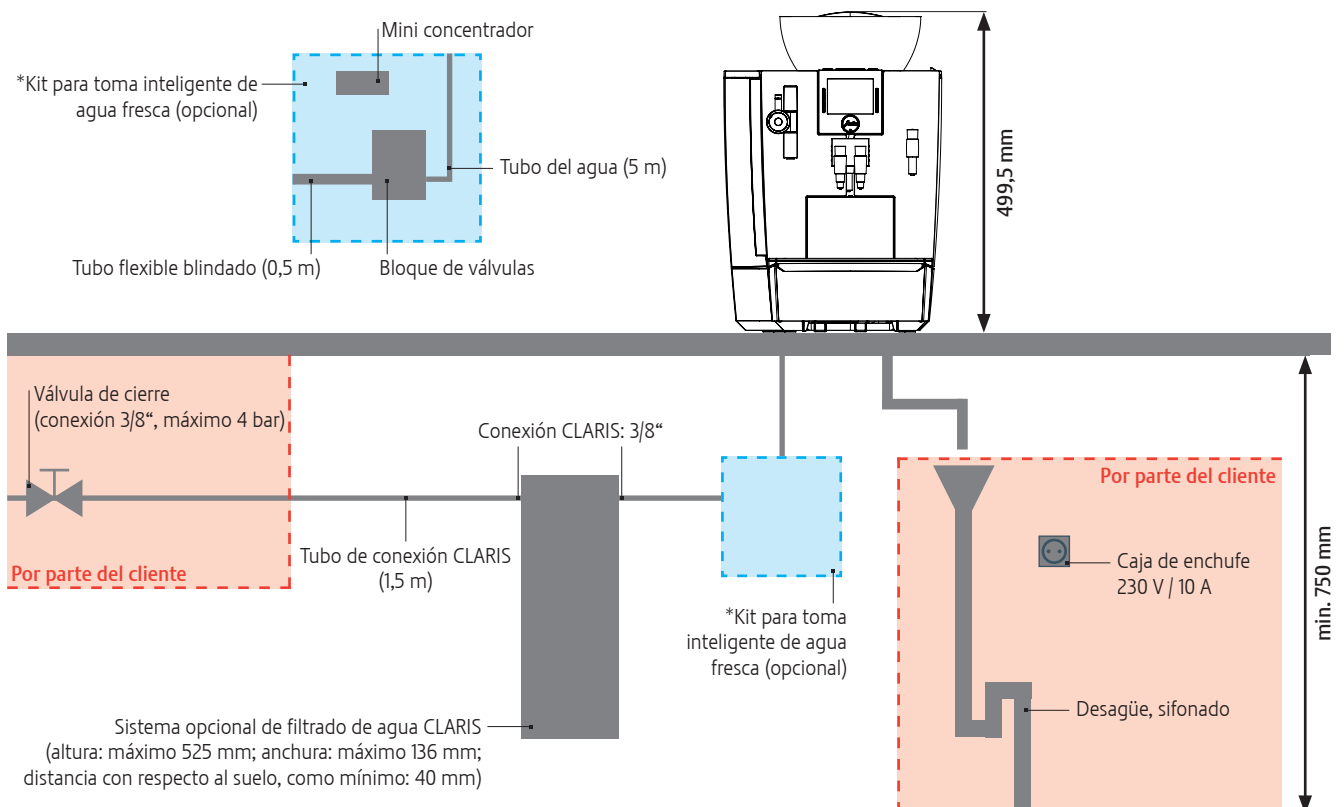 Mini concentrador
*Kit para toma inteligente de
agua fresca (opcional)
Tubo del agua (5 m)
Tubo flexible blindado (0,5 m)
Bloque de válvulas
499,5 mm
Válvula de cierre
(conexión 3/8“, máximo 4 bar)
Por parte del cliente
Conexión CLARIS: 3/8“
Tubo de conexión CLARIS
(1,5 m)
*Kit para toma
inteligente de agua
fresca (opcional)
Sistema opcional de filtrado de agua CLARIS
(altura: máximo 525 mm; anchura: máximo 136 mm;
distancia con respecto al suelo, como mínimo: 40 mm)
Por parte del cliente
Caja de enchufe
230 V / 10 A
Desagüe, sifonado
min. 750 mm